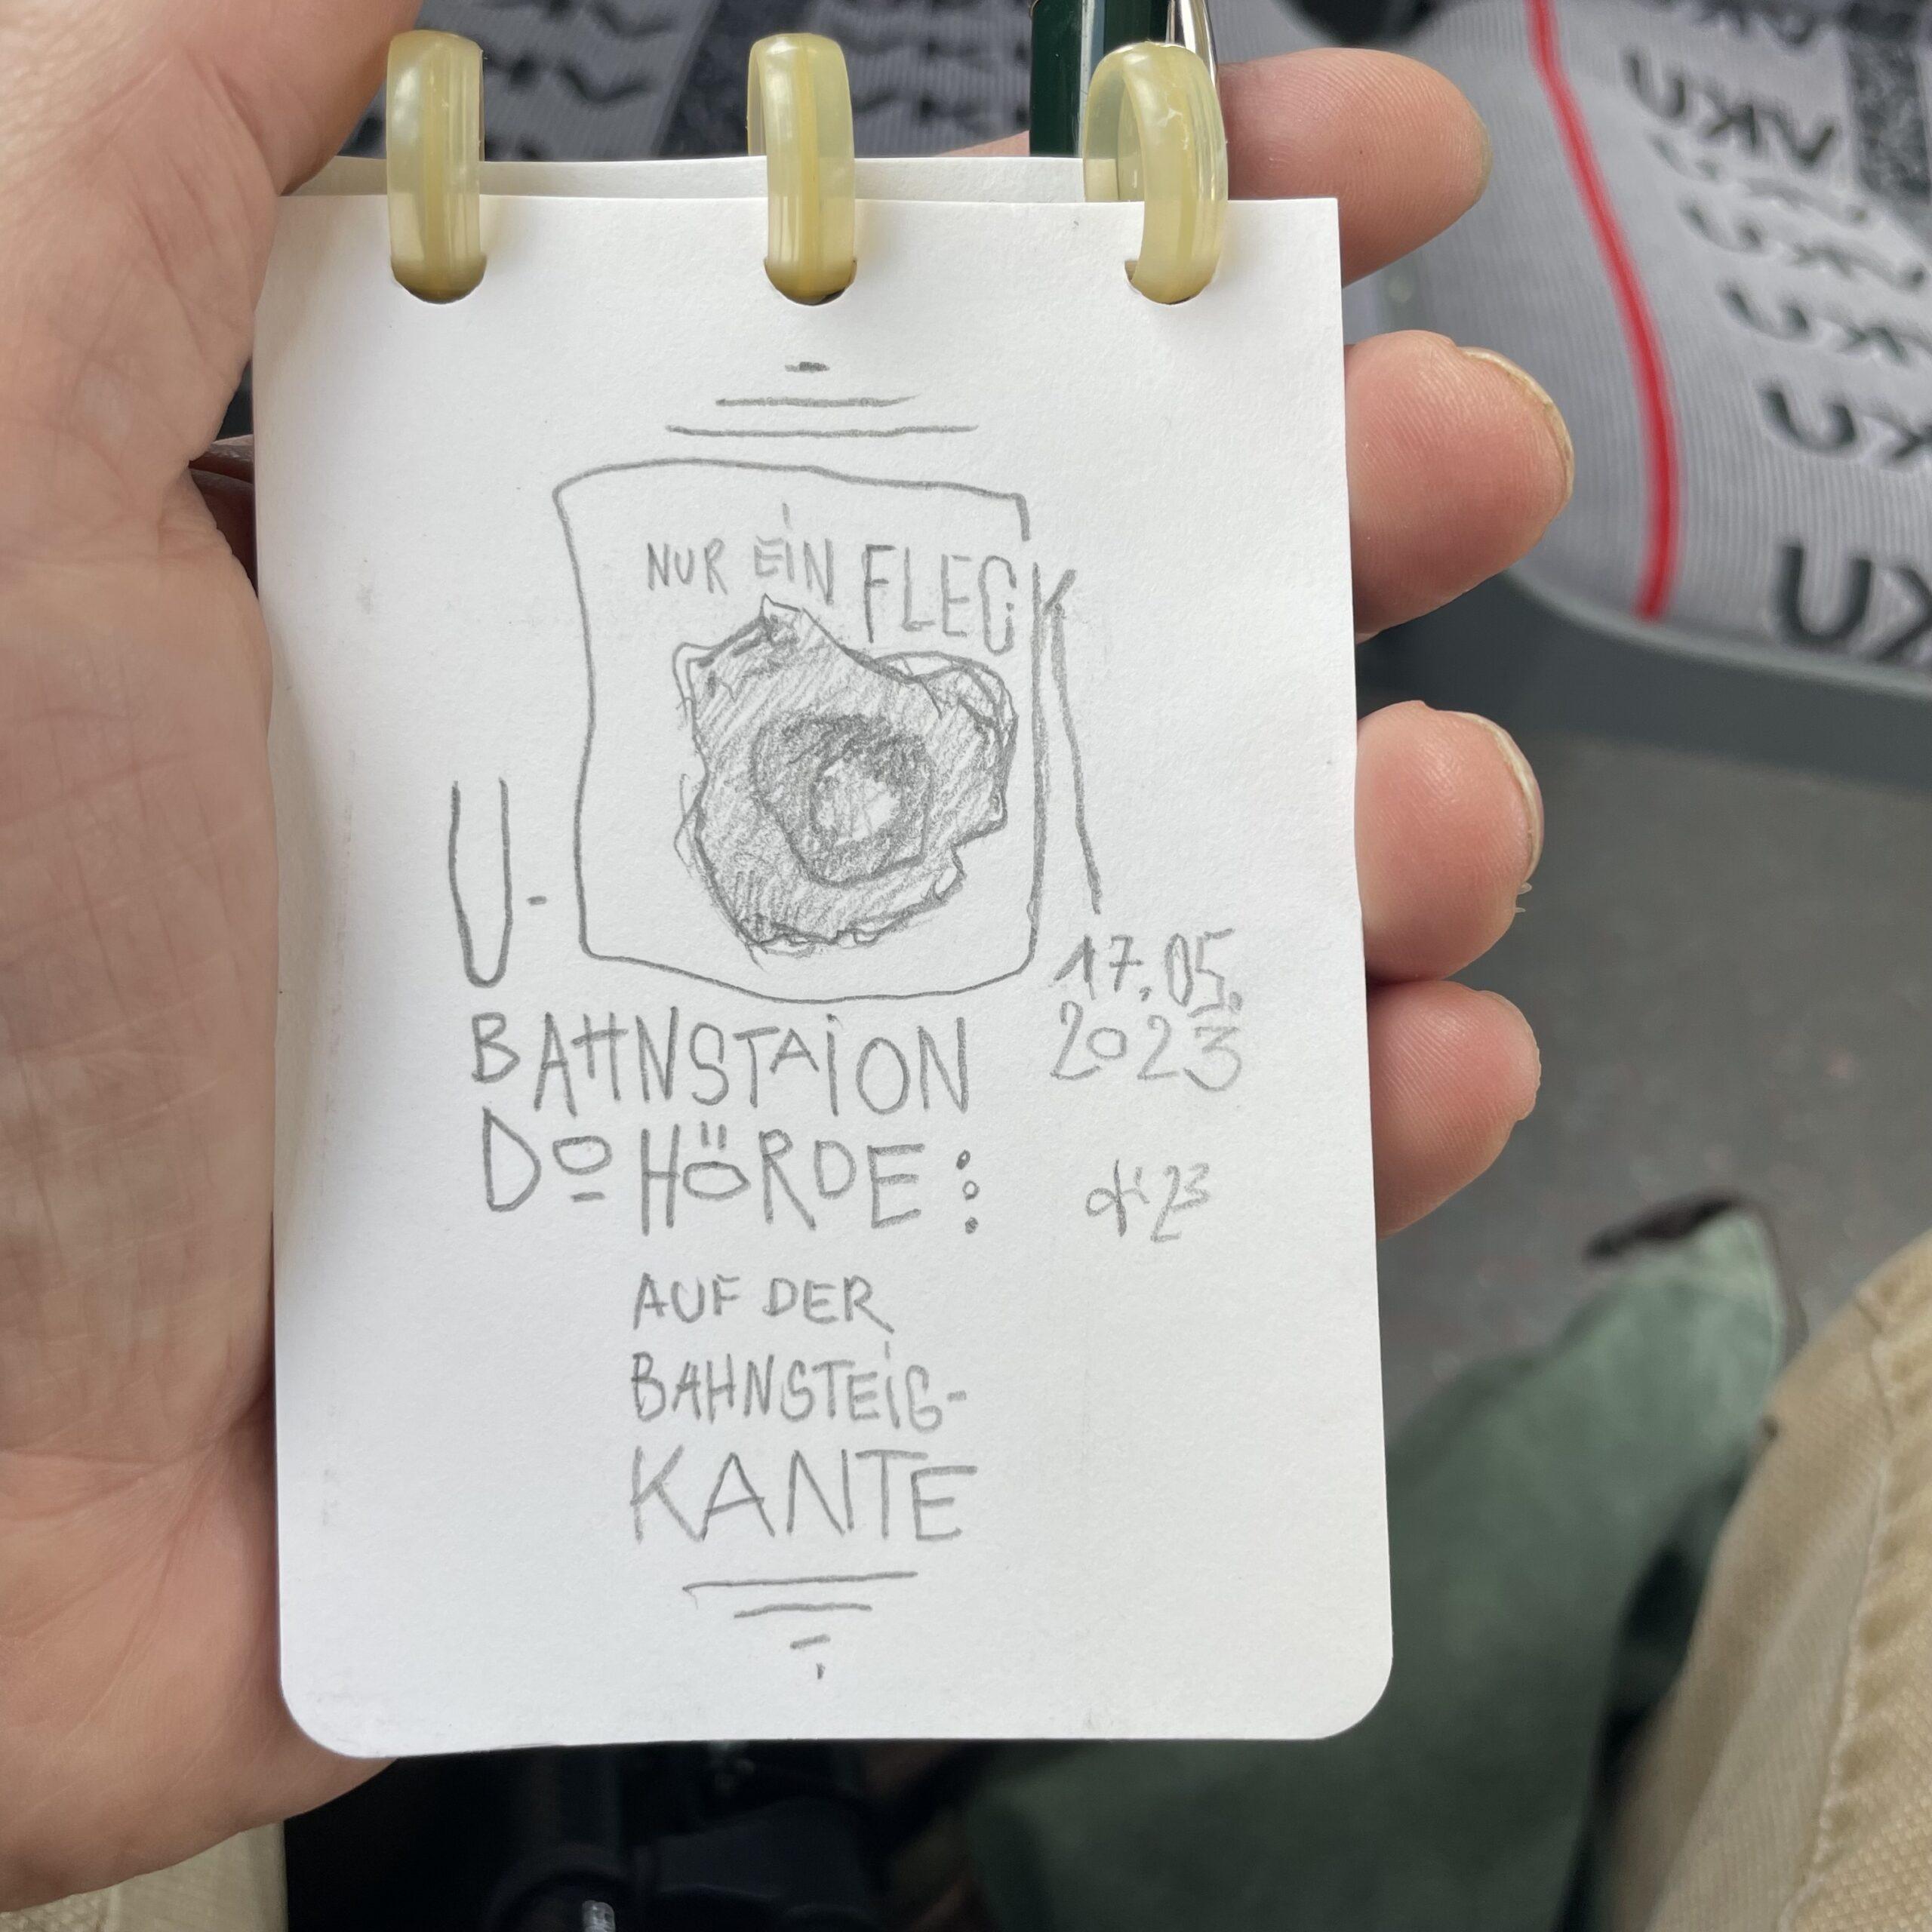 NUR EIN FLECK
U-
BAHNSTAION
DO HÖRDE:
17.05.
2023
AUF DER
BAHNSTEIG-
KANTE